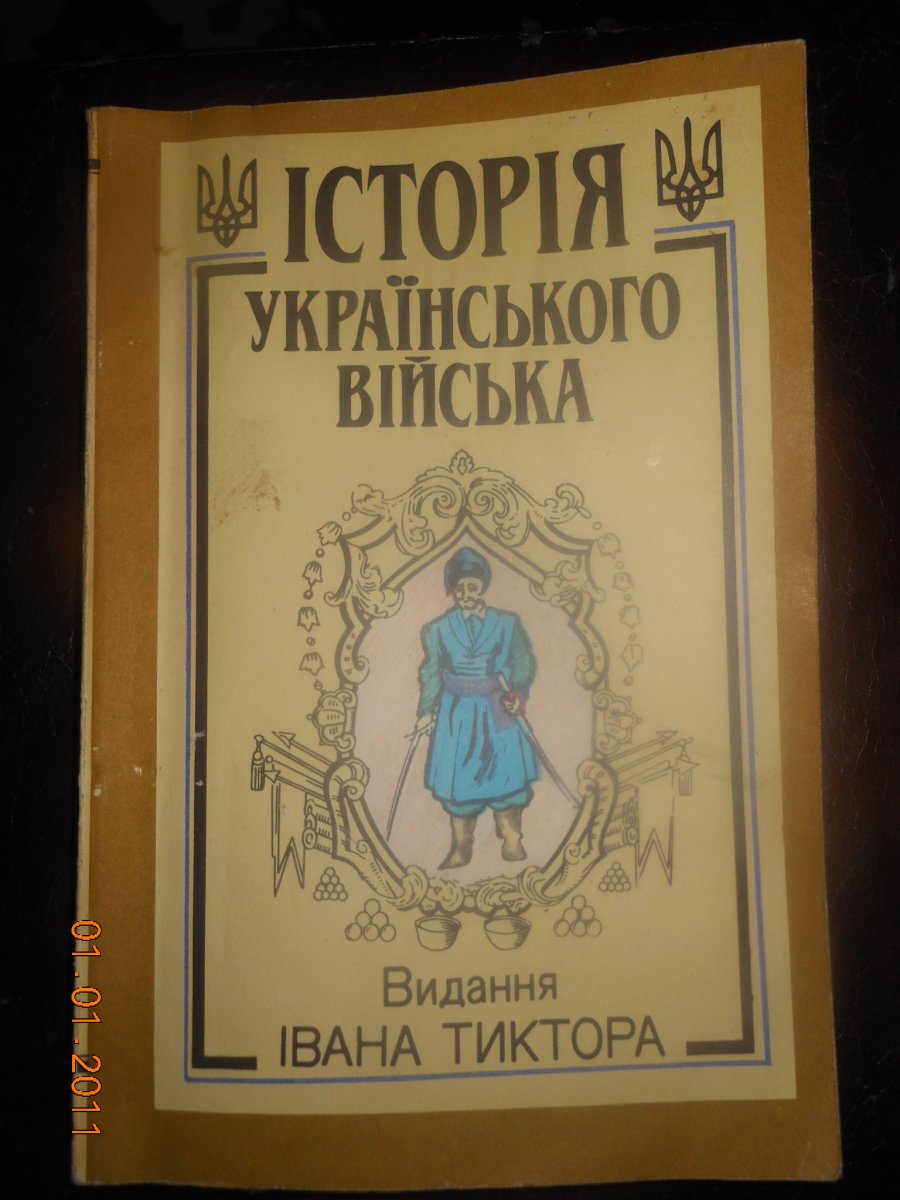 ІСТОРІЯ
УКРАЇНСЬКОГО
ВІЙСЬКА
Видання
ІВАНА ТИКТОРА
01.01.2011